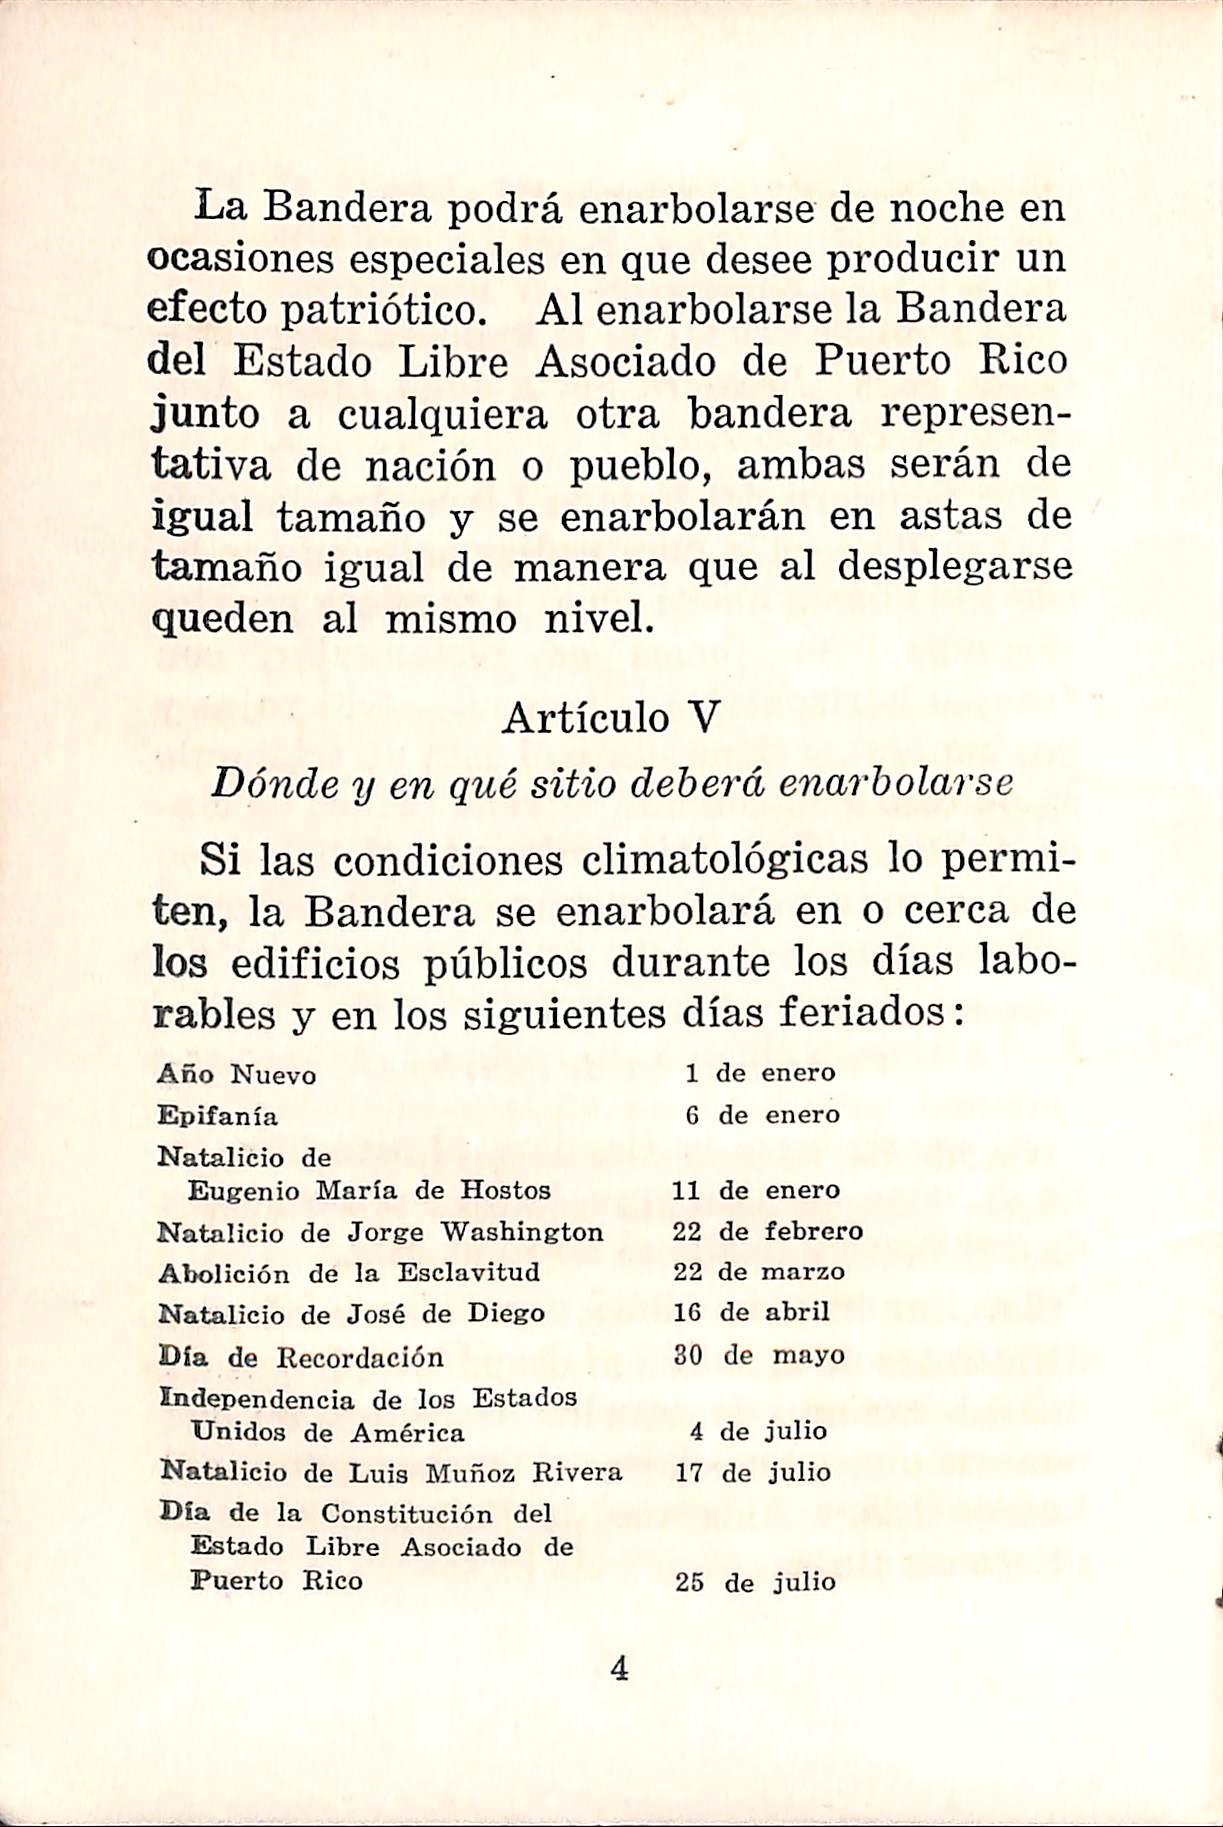 La Bandera podrá enarbolarse de noche en
ocasiones especiales en que desee producir un
efecto patriótico. Al enarbolarse la Bandera
del Estado Libre Asociado de Puerto Rico
junto a cualquiera otra bandera represen-
tativa de nación o pueblo, ambas serán de
igual tamaño y se enarbolarán en astas de
tamaño igual de manera que al desplegarse
queden al mismo nivel.
Artículo V
Dónde y en qué sitio deberá enarbolarse
Si las condiciones climatológicas lo permi-
ten, la Bandera se enarbolará en o cerca de
los edificios públicos durante los días labo-
rables y en los siguientes días feriados:
Año Nuevo 1 de enero
Epifanía 6 de enero
Natalicio de
Eugenio María de Hostos 11 de enero
Natalicio de Jorge Washington 22 de febrero
Abolición de la Esclavitud 22 de marzo
Natalicio de José de Diego 16 de abril
Día de Recordación 30 de mayo
Independencia de los Estados
Unidos de América 4 de julio
Natalicio de Luis Muñoz Rivera 17 de julio
Día de la Constitución del
Estado Libre Asociado de
Puerto Rico 25 de julio
4